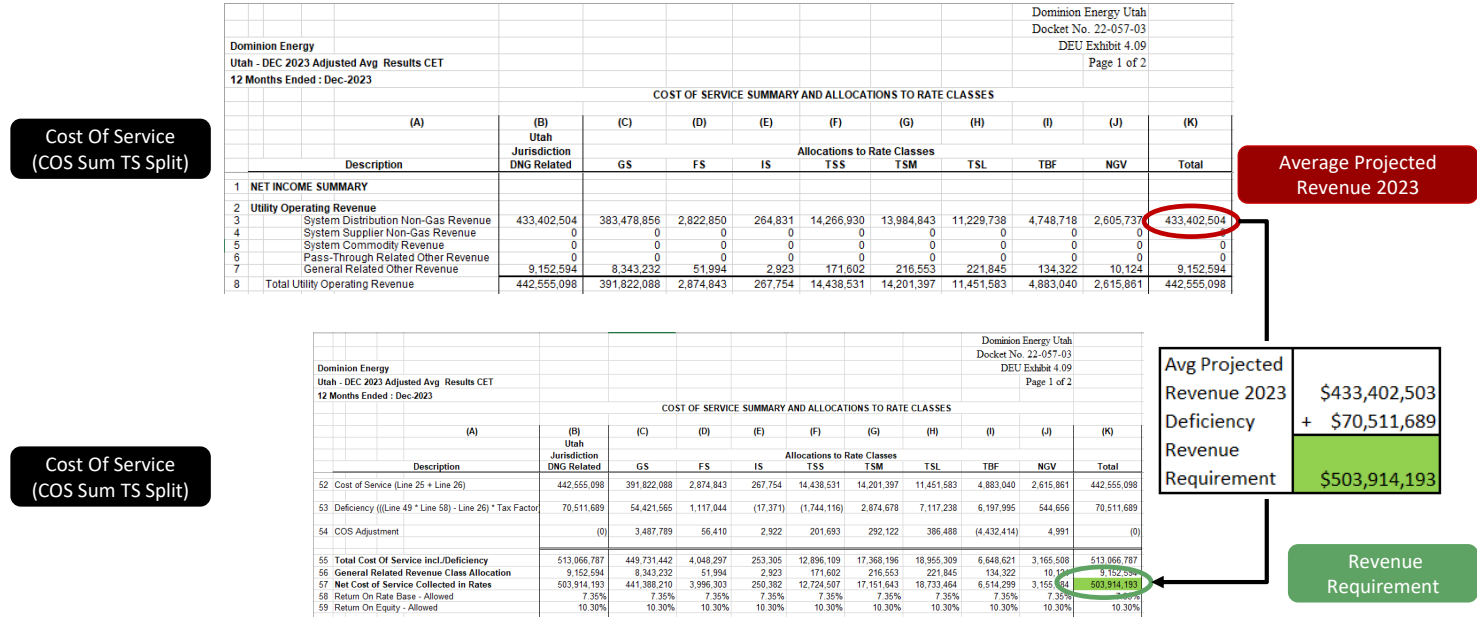 Dominion Energy Utah
Docket No. 22-057-03
Dominion Energy DEU Exhibit 4.09
Utah - DEC 2023 Adjusted Avg Results CET Page 1 of 2
12 Months Ended : Dec-2023
COST OF SERVICE SUMMARY AND ALLOCATIONS TO RATE CLASSES
(A) (B) (C) (D) (E) (F) (G) (H) (I) (J) (K)
Cost Of Service
(COS Sum TS Split)
Utah
Jurisdiction Allocations to Rate Classes
Description DNG Related GS FS IS TSS TSM TSL TBF NGV Total
Average Projected
Revenue 2023
1 NET INCOME SUMMARY
2 Utility Operating Revenue
3 System Distribution Non-Gas Revenue 433,402,504 383,478,856 2,822,850 264,831 14,266,930 13,984,843 11,229,738 4,748,718 2,605,737 433,402,504
4 System Supplier Non-Gas Revenue 0 0 0 0 0 0 0 0 0 0
5 System Commodity Revenue 0 0 0 0 0 0 0 0 0 0
6 Pass-Through Related Other Revenue 0 0 0 0 0 0 0 0 0 0
7 General Related Other Revenue 9,152,594 8,343,232 51,994 2,923 171,602 216,553 221,845 134,322 10,124 9,152,594
8 Total Utility Operating Revenue 442,555,098 391,822,088 2,874,843 267,754 14,438,531 14,201,397 11,451,583 4,883,040 2,615,861 442,555,098
Dominion Energy Utah
Docket No. 22-057-03
Dominion Energy DEU Exhibit 4.09
Utah - DEC 2023 Adjusted Avg Results CET Page 1 of 2
12 Months Ended : Dec-2023
COST OF SERVICE SUMMARY AND ALLOCATIONS TO RATE CLASSES
(A) (B) (C) (D) (E) (F) (G) (H) (I) (J) (K)
Utah
Jurisdiction Allocations to Rate Classes
Description DNG Related GS FS IS TSS TSM TSL TBF NGV Total
Cost Of Service
(COS Sum TS Split)
52 Cost of Service (Line 25 + Line 26) 442,555,098 391,822,088 2,874,843 267,754 14,438,531 14,201,397 11,451,583 4,883,040 2,615,861 442,555,098
53 Deficiency (((Line 49 * Line 58) - Line 26) * Tax Factor 70,511,689 54,421,565 1,117,044 (17,371) (1,744,116) 2,874,678 7,117,238 6,197,995 544,656 70,511,689
54 COS Adjustment (0) 3,487,789 56,410 2,922 201,693 292,122 386,488 (4,432,414) 4,991 (0)
55 Total Cost Of Service incl./Deficiency 513,066,787 449,731,442 4,048,297 253,305 12,896,109 17,368,196 18,955,309 6,648,621 3,165,508 513,066,787
56 General Related Revenue Class Allocation 9,152,594 8,343,232 51,994 2,923 171,602 216,553 221,845 134,322 10,124 9,152,594
57 Net Cost of Service Collected in Rates 503,914,193 441,388,210 3,996,303 250,382 12,724,507 17,151,643 18,733,464 6,514,299 3,155,384 503,914,193
58 Return On Rate Base - Allowed 7.35% 7.35% 7.35% 7.35% 7.35% 7.35% 7.35% 7.35% 7.35% 7.35%
59 Return On Equity - Allowed 10.30% 10.30% 10.30% 10.30% 10.30% 10.30% 10.30% 10.30% 10.30% 10.30%
Avg Projected
Revenue 2023 $433,402,503
Deficiency + $70,511,689
Revenue
Requirement $503,914,193
Revenue
Requirement